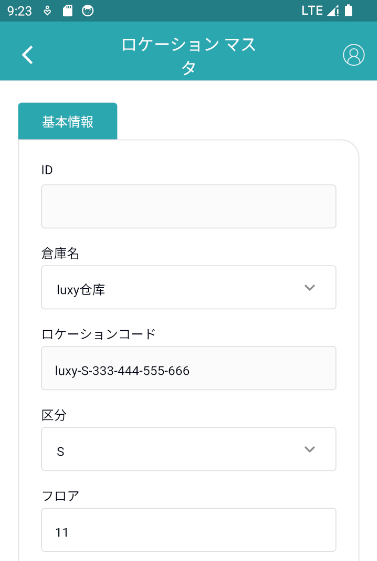 9:23
LTE
ロケーション マス
タ
基本情報
ID
倉庫名
luxy仓库
ロケーションコード
luxy-S-333-444-555-666
区分
S
フロア
11